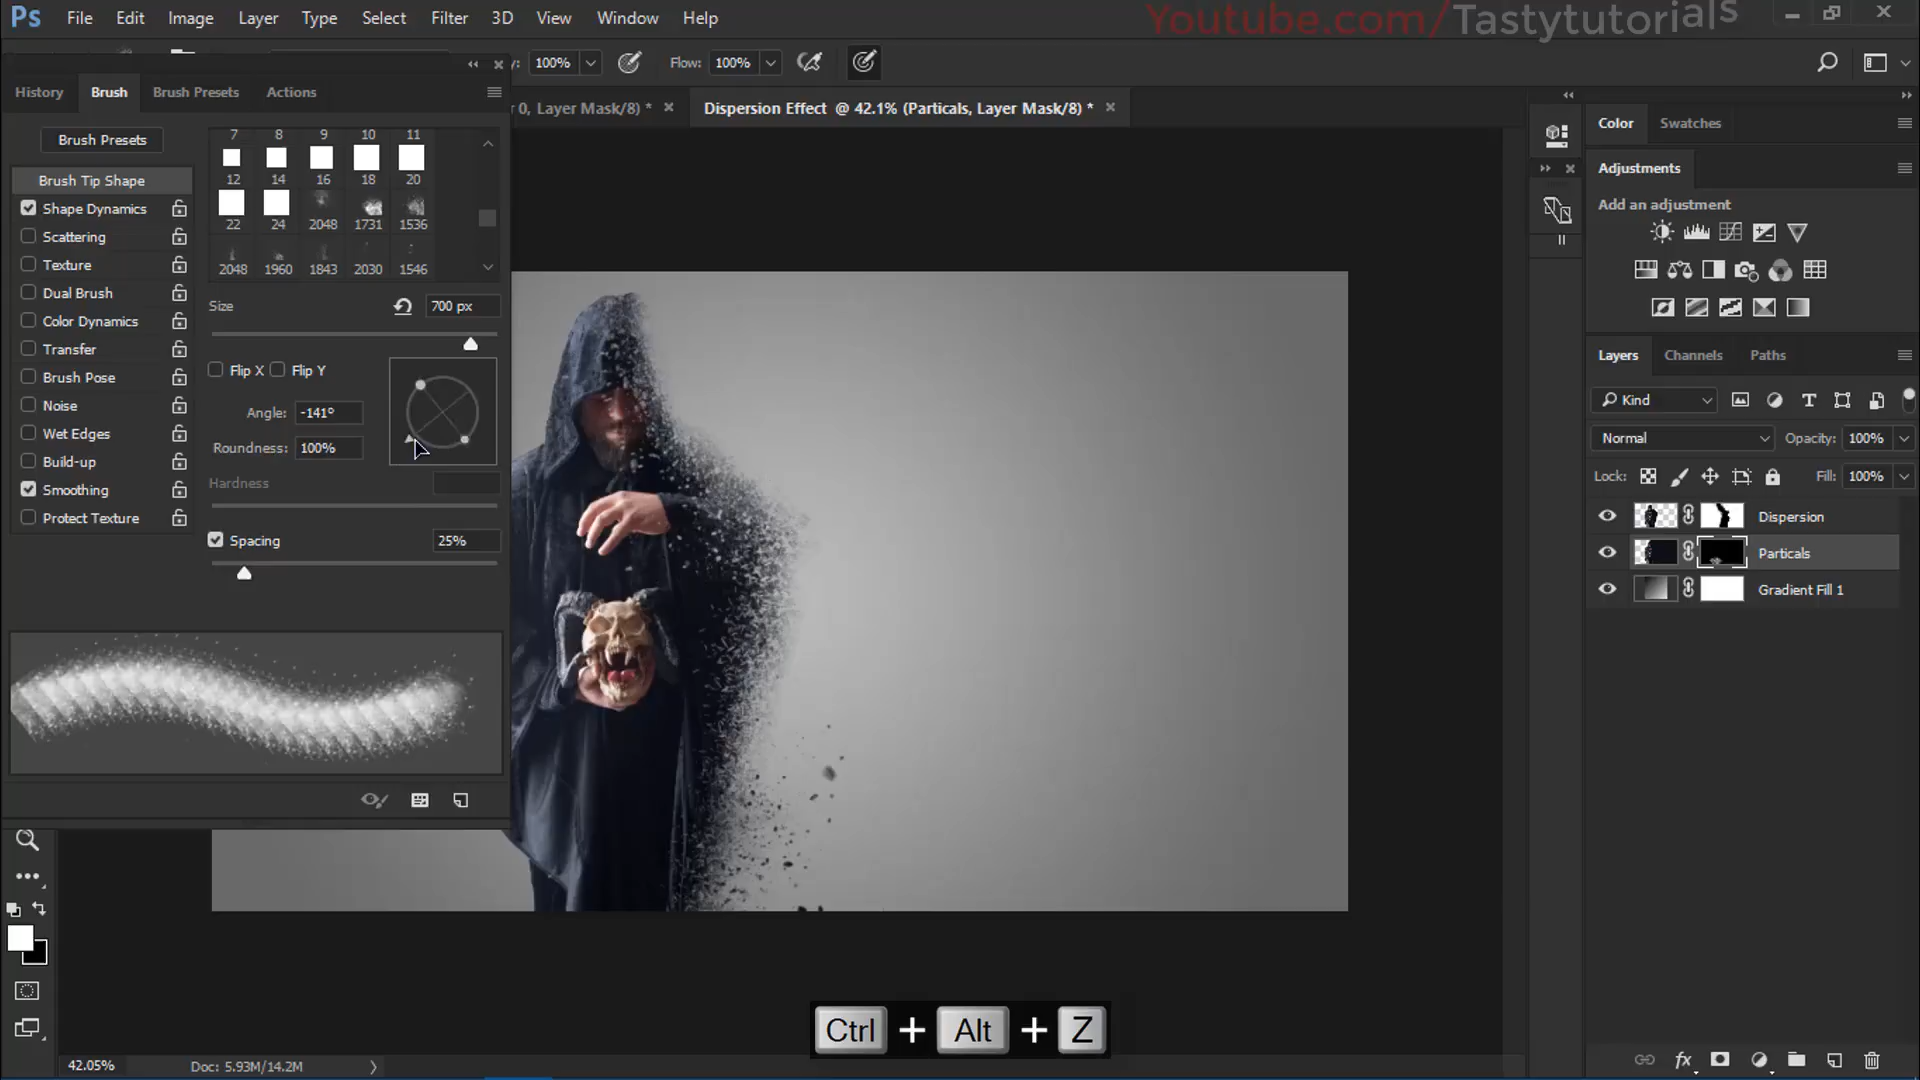 Ps File Edit Image Layer Type Select Filter 3D View Window Help
Youtube.com/Tastytutorials
y: 100% Flow: 100%
History Brush Brush Presets Actions
r 0, Layer Mask/8) * Dispersion Effect @ 42.1% (Particals, Layer Mask/8) *
Brush Presets
7 8 9 10 11
12 14 16 18 20
22 24 2048 1731 1536
2048 1960 1843 2030 1546
Brush Tip Shape
Shape Dynamics
Scattering
Texture
Dual Brush
Color Dynamics
Transfer
Brush Pose
Noise
Wet Edges
Build-up
Smoothing
Protect Texture
Size 700 px
Flip X Flip Y
Angle: -141°
Roundness: 100%
Hardness
Spacing 25%
Color Swatches
Adjustments
Add an adjustment
Layers Channels Paths
Kind
Normal Opacity: 100%
Lock: Fill: 100%
Dispersion
Particals
Gradient Fill 1
Ctrl + Alt + Z
42.05% Doc: 5.93M/14.2M
fx